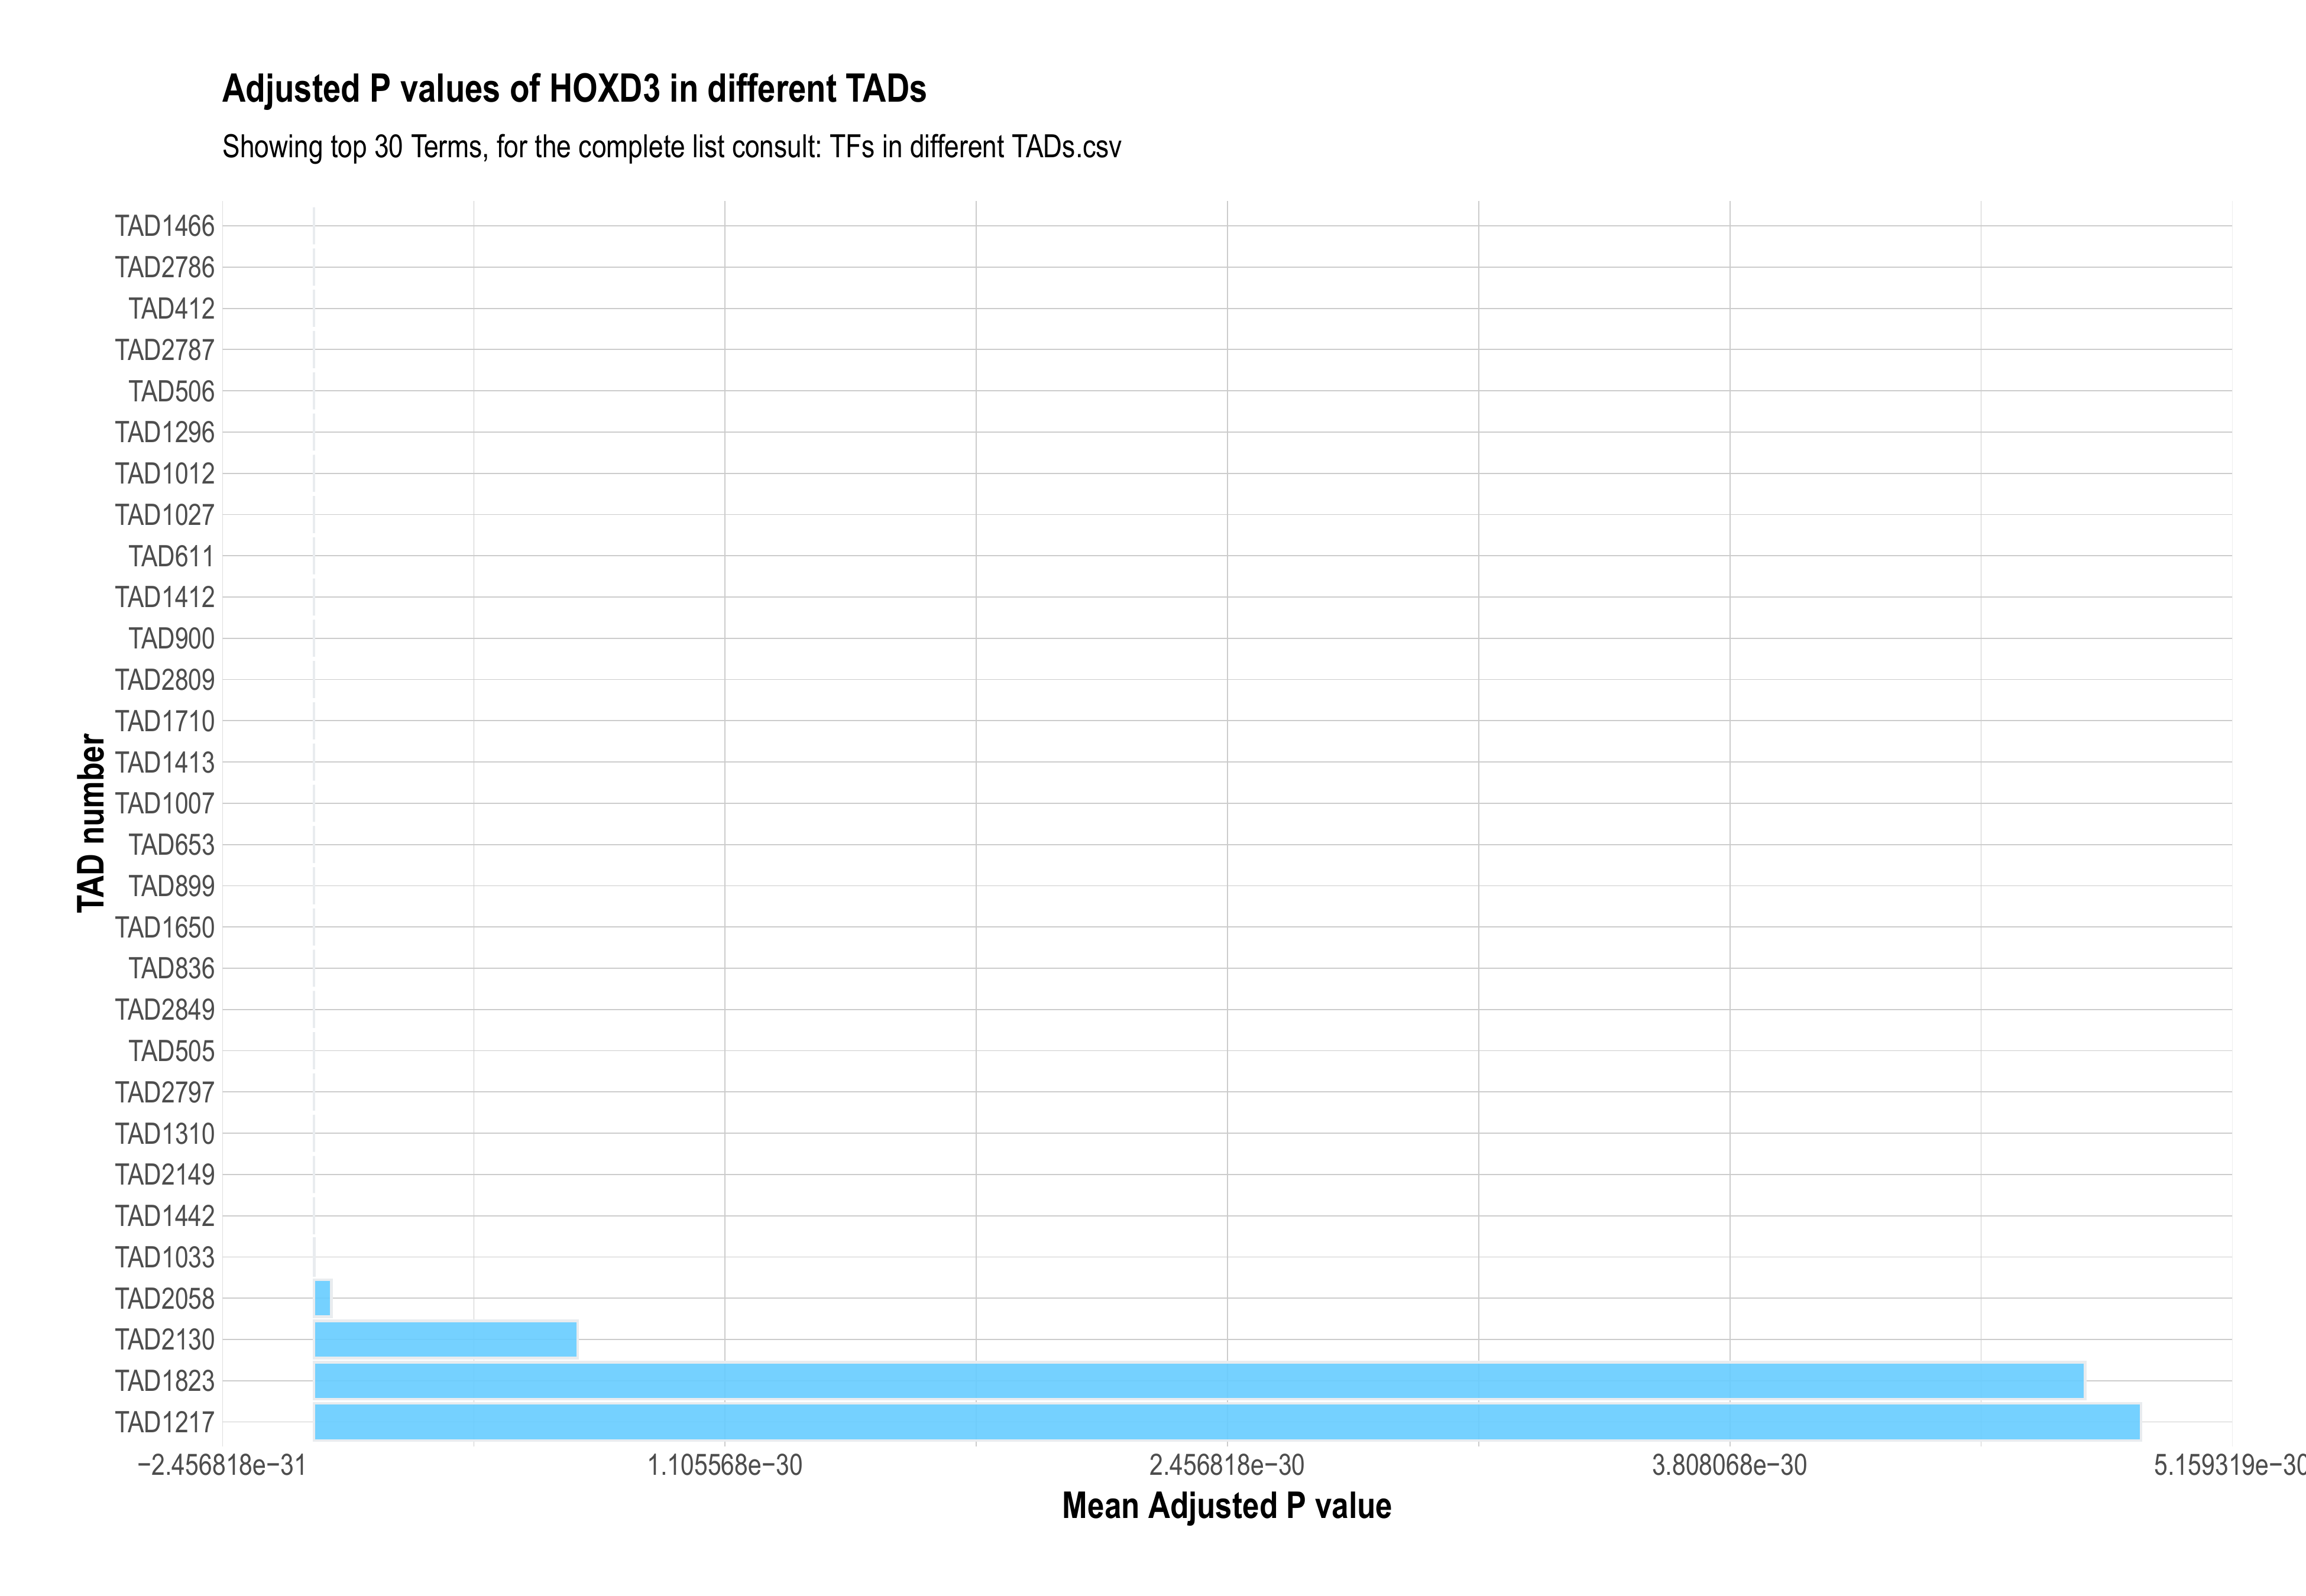 Adjusted P values of HOXD3 in different TADs
Showing top 30 Terms, for the complete list consult: TFs in different TADs.csv
TAD number
TAD1466
TAD2786
TAD412
TAD2787
TAD506
TAD1296
TAD1012
TAD1027
TAD611
TAD1412
TAD900
TAD2809
TAD1710
TAD1413
TAD1007
TAD653
TAD899
TAD1650
TAD836
TAD2849
TAD505
TAD2797
TAD1310
TAD2149
TAD1442
TAD1033
TAD2058
TAD2130
TAD1823
TAD1217
−2.456818e−31 1.105568e−30 2.456818e−30 3.808068e−30 5.159319e−30
Mean Adjusted P value